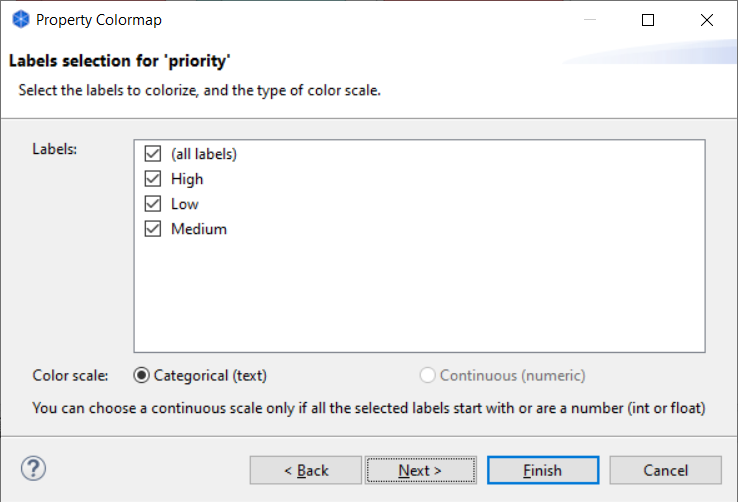 Property Colormap
Labels selection for 'priority'
Select the labels to colorize, and the type of color scale.
Labels:
(all labels)
High
Low
Medium
Color scale:
Categorical (text)
Continuous (numeric)
You can choose a continuous scale only if all the selected labels start with or are a number (int or float)
?
< Back
Next >
Finish
Cancel